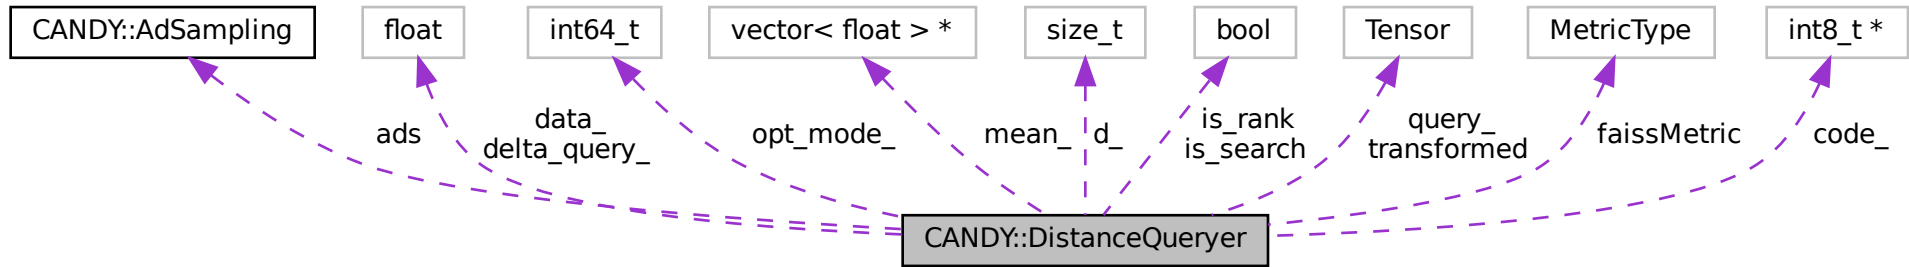 CANDY::AdSampling
float
int64_t
vector< float > *
size_t
bool
Tensor
MetricType
int8_t *
ads
data_
delta_query_
opt_mode_
mean_
d_
is_rank
is_search
query_
transformed
faissMetric
code_
CANDY::DistanceQueryer